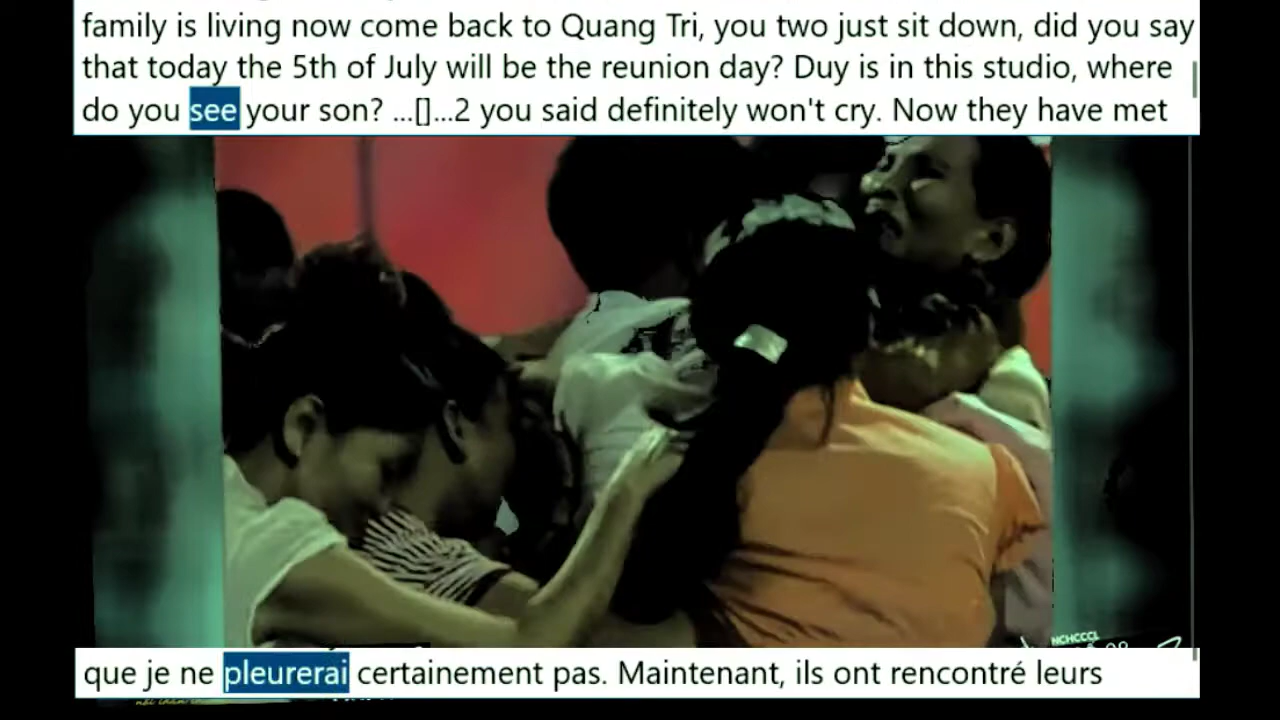 family is living now come back to Quang Tri, you two just sit down, did you say
that today the 5th of July will be the reunion day? Duy is in this studio, where
do you see your son? ...[]...2 you said definitely won't cry. Now they have met
NCHCCCL
que je ne pleurerai certainement pas. Maintenant, ils ont rencontré leurs